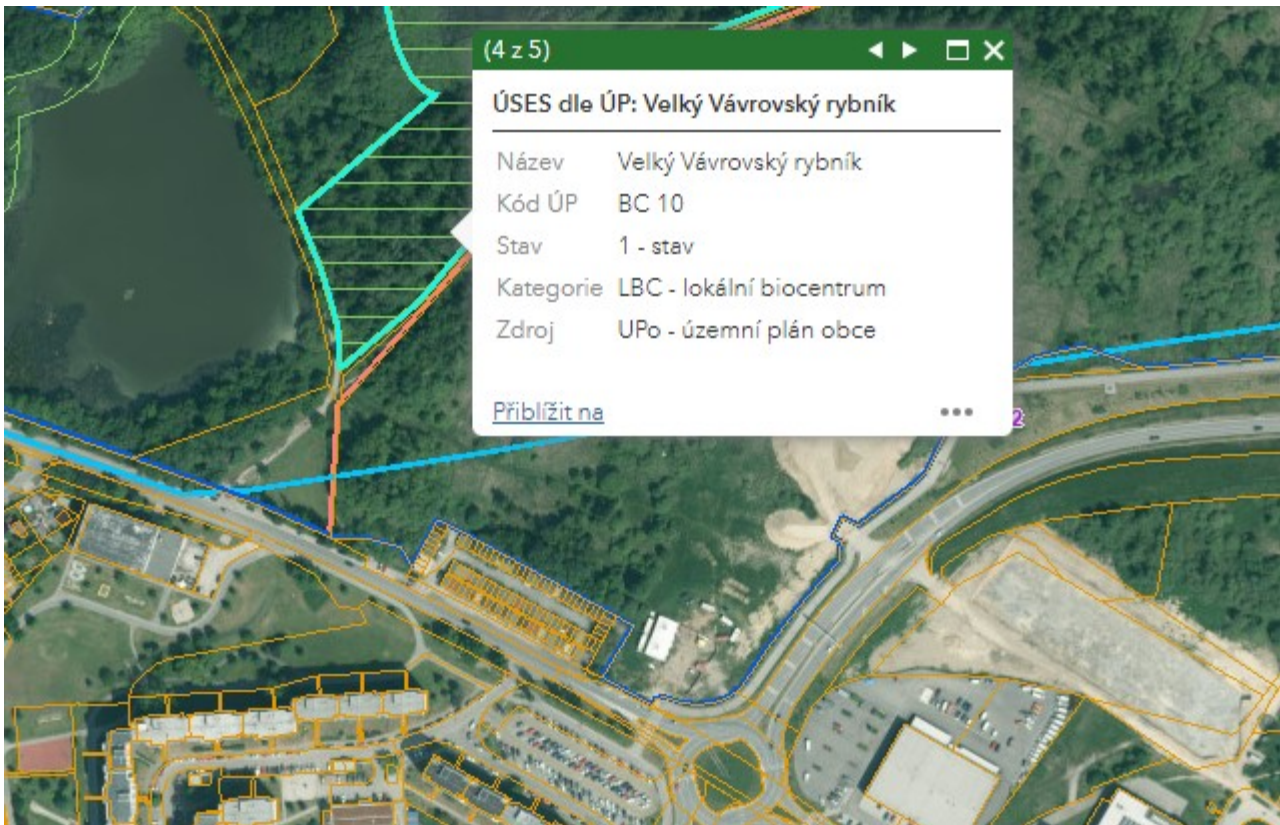 (4 z 5)
ÚSES dle ÚP: Velký Vávrovský rybník
Název Velký Vávrovský rybník
Kód ÚP BC 10
Stav 1 - stav
Kategorie LBC - lokální biocentrum
Zdroj UPo - územní plán obce
Přiblížit na
2